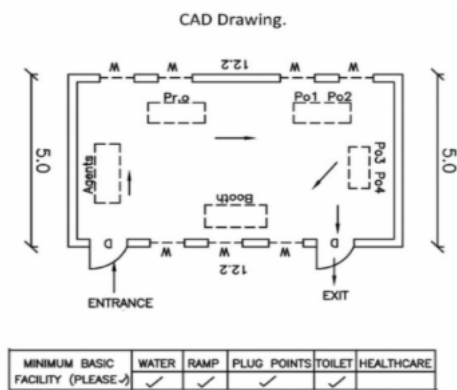 CAD Drawing.
W W 12.2 W W
Pr.o Po1 Po2
5.0 5.0
Agents Po3 Po4
Booth
D W W W D
12.2
ENTRANCE EXIT
MINIMUM BASIC FACILITY (PLEASE ✓) WATER RAMP PLUG POINTS TOILET HEALTHCARE
✓ ✓ ✓ ✓